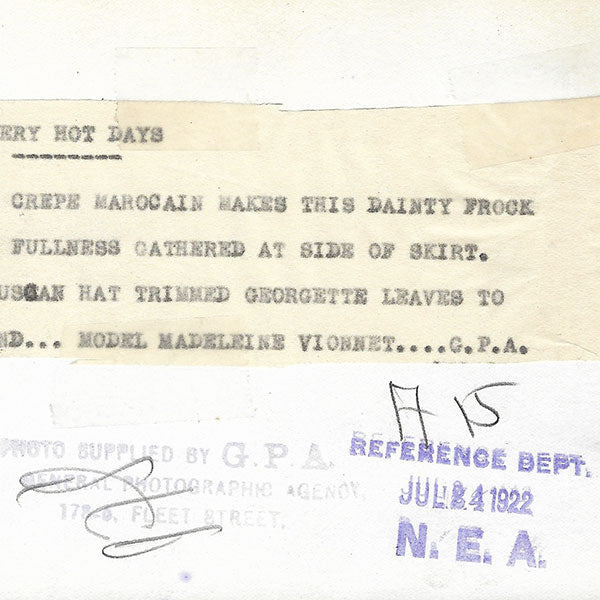 ERY HOT DAYS
CREPE MAROCAIN MAKES THIS DAINTY FROCK
FULLNESS GATHERED AT SIDE OF SKIRT.
USCAN HAT TRIMMED GEORGETTE LEAVES TO
ND... MODEL MADELEINE VIONNET....G.P.A.
A 15
PHOTO SUPPLIED BY G.P.A.
GENERAL PHOTOGRAPHIC AGENCY,
FLEET STREET.
REFERENCE DEPT.
JUL 24 1922
N. E. A.